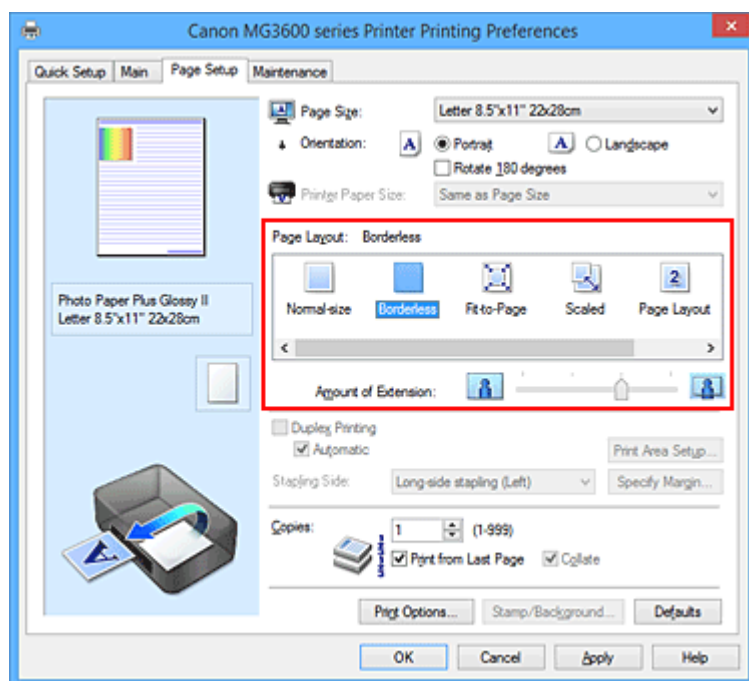 Canon MG3600 series Printer Printing Preferences
Quick Setup Main Page Setup Maintenance
Page Size: Letter 8.5"x11" 22x28cm
Orientation: A Portrait A Landscape
Rotate 180 degrees
Printer Paper Size: Same as Page Size
Page Layout: Borderless
Photo Paper Plus Glossy II
Letter 8.5"x11" 22x28cm
2
Normal-size Borderless Fit-to-Page Scaled Page Layout
Amount of Extension:
Duplex Printing
Automatic
Print Area Setup...
Stapling Side: Long-side stapling (Left) Specify Margin...
Copies: 1 (1-999)
Print from Last Page Collate
A
Print Options... Stamp/Background... Defaults
OK Cancel Apply Help